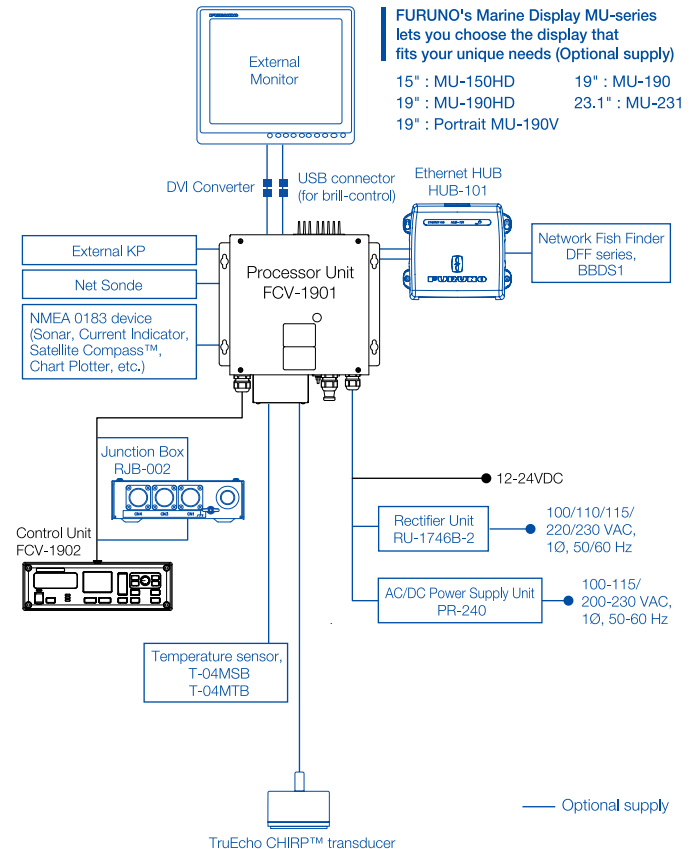 FURUNO's Marine Display MU-series
lets you choose the display that
fits your unique needs (Optional supply)
15" : MU-150HD
19" : MU-190
19" : MU-190HD
23.1" : MU-231
19" : Portrait MU-190V
External
Monitor
DVI Converter
USB connector
(for brill-control)
Ethernet HUB
HUB-101
FURUNO
External KP
Net Sonde
NMEA 0183 device
(Sonar, Current Indicator,
Satellite Compass™,
Chart Plotter, etc.)
Processor Unit
FCV-1901
Network Fish Finder
DFF series,
BBDS1
Junction Box
RJB-002
Control Unit
FCV-1902
12-24VDC
Rectifier Unit
RU-1746B-2
100/110/115/
220/230 VAC,
1Ø, 50/60 Hz
AC/DC Power Supply Unit
PR-240
100-115/
200-230 VAC,
1Ø, 50-60 Hz
Temperature sensor,
T-04MSB
T-04MTB
Optional supply
TruEcho CHIRP™ transducer